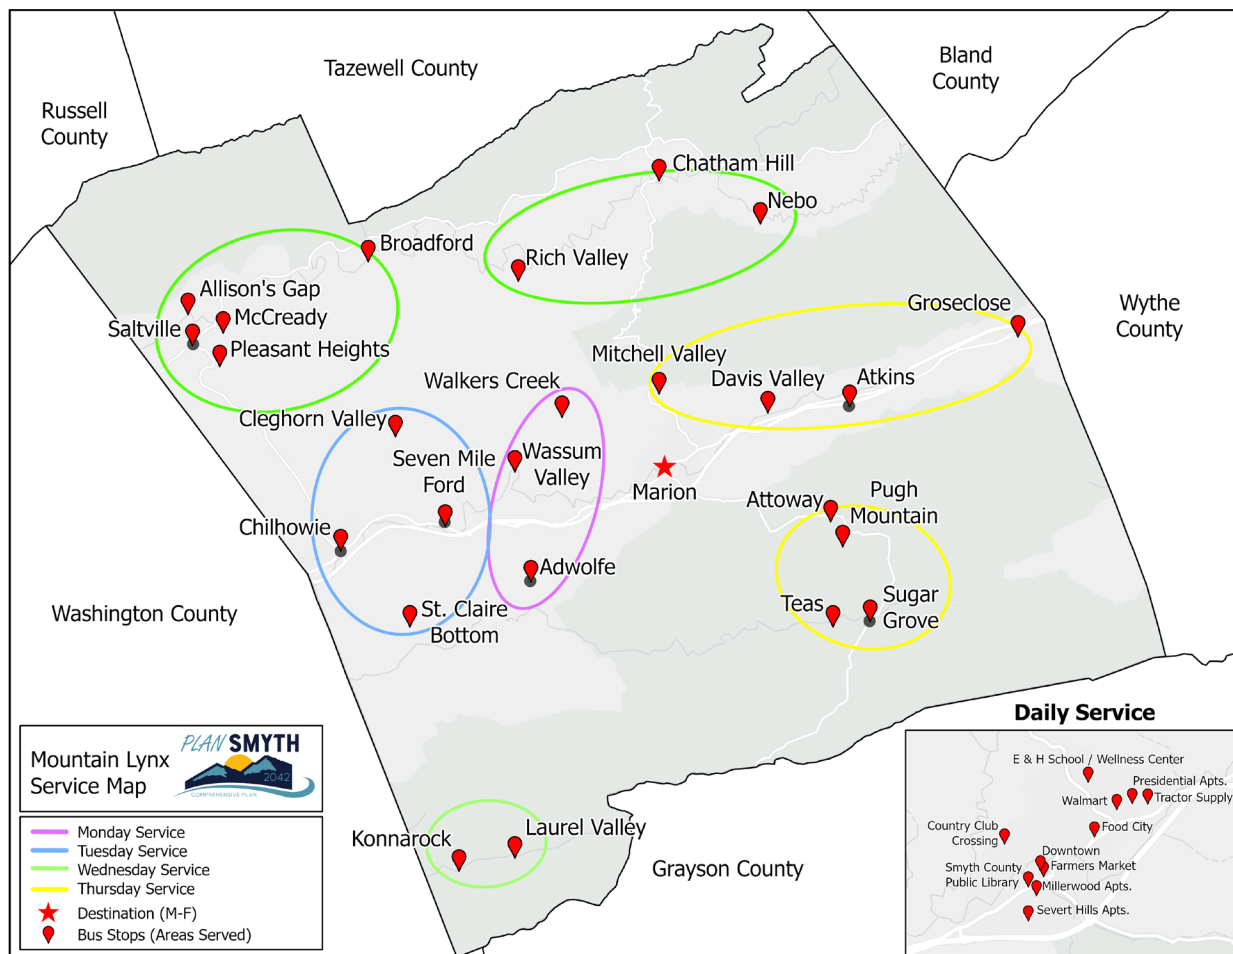 Tazewell County
Bland
County
Russell
County
Chatham Hill
Nebo
Broadford
Rich Valley
Allison's Gap
McCready
Saltville
Pleasant Heights
Groseclose
Wythe
County
Mitchell Valley
Davis Valley
Atkins
Walkers Creek
Cleghorn Valley
Seven Mile
Ford
Wassum
Valley
Marion
Attoway
Pugh
Mountain
Chilhowie
Adwolfe
Washington County
St. Claire
Bottom
Teas
Sugar
Grove
Konnarock
Laurel Valley
Grayson County
Mountain Lynx
Service Map
PLAN SMYTH
2042
COMPREHENSIVE PLAN
Monday Service
Tuesday Service
Wednesday Service
Thursday Service
Destination (M-F)
Bus Stops (Areas Served)
Daily Service
E & H School / Wellness Center
Presidential Apts.
Walmart
Tractor Supply
Country Club
Crossing
Food City
Downtown
Farmers Market
Smyth County
Public Library
Millerwood Apts.
Severt Hills Apts.